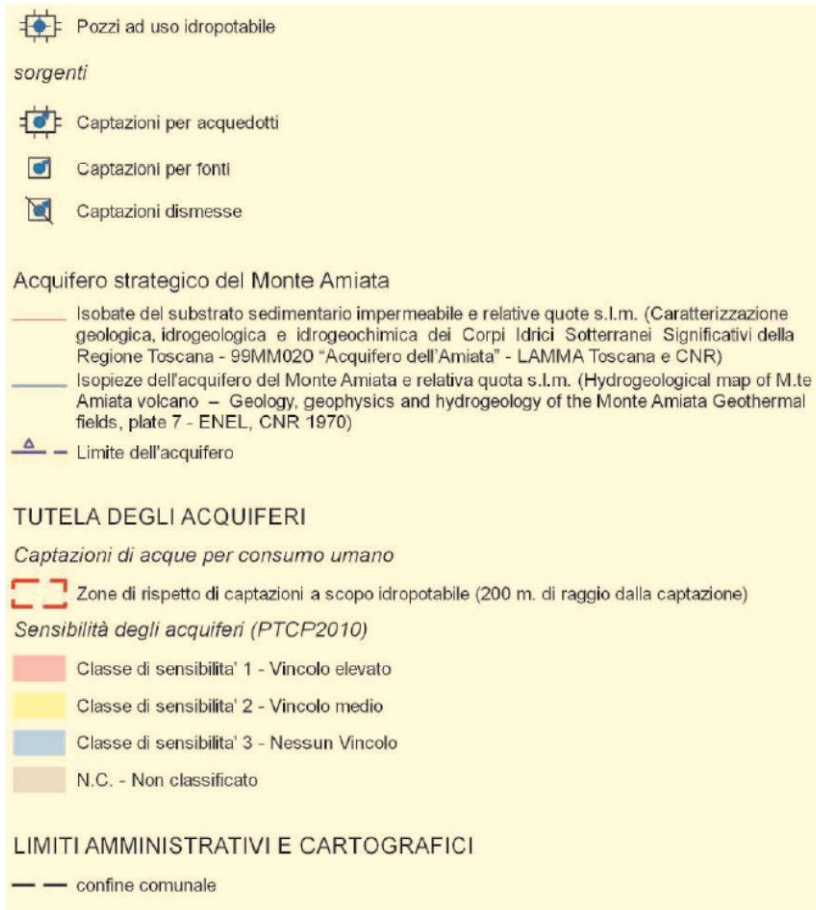 Pozzi ad uso idropotabile
sorgenti
Captazioni per acquedotti
Captazioni per fonti
Captazioni dismesse
Acquifero strategico del Monte Amiata
Isobate del substrato sedimentario impermeabile e relative quote s.l.m. (Caratterizzazione
geologica, idrogeologica e idrogeochimica dei Corpi Idrici Sotterranei Significativi della
Regione Toscana - 99MM020 “Acquifero dell'Amiata” - LAMMA Toscana e CNR)
Isopieze dell'acquifero del Monte Amiata e relativa quota s.l.m. (Hydrogeological map of M.te
Amiata volcano – Geology, geophysics and hydrogeology of the Monte Amiata Geothermal
fields, plate 7 - ENEL, CNR 1970)
Limite dell'acquifero
TUTELA DEGLI ACQUIFERI
Captazioni di acque per consumo umano
Zone di rispetto di captazioni a scopo idropotabile (200 m. di raggio dalla captazione)
Sensibilità degli acquiferi (PTCP2010)
Classe di sensibilita' 1 - Vincolo elevato
Classe di sensibilita' 2 - Vincolo medio
Classe di sensibilita' 3 - Nessun Vincolo
N.C. - Non classificato
LIMITI AMMINISTRATIVI E CARTOGRAFICI
confine comunale